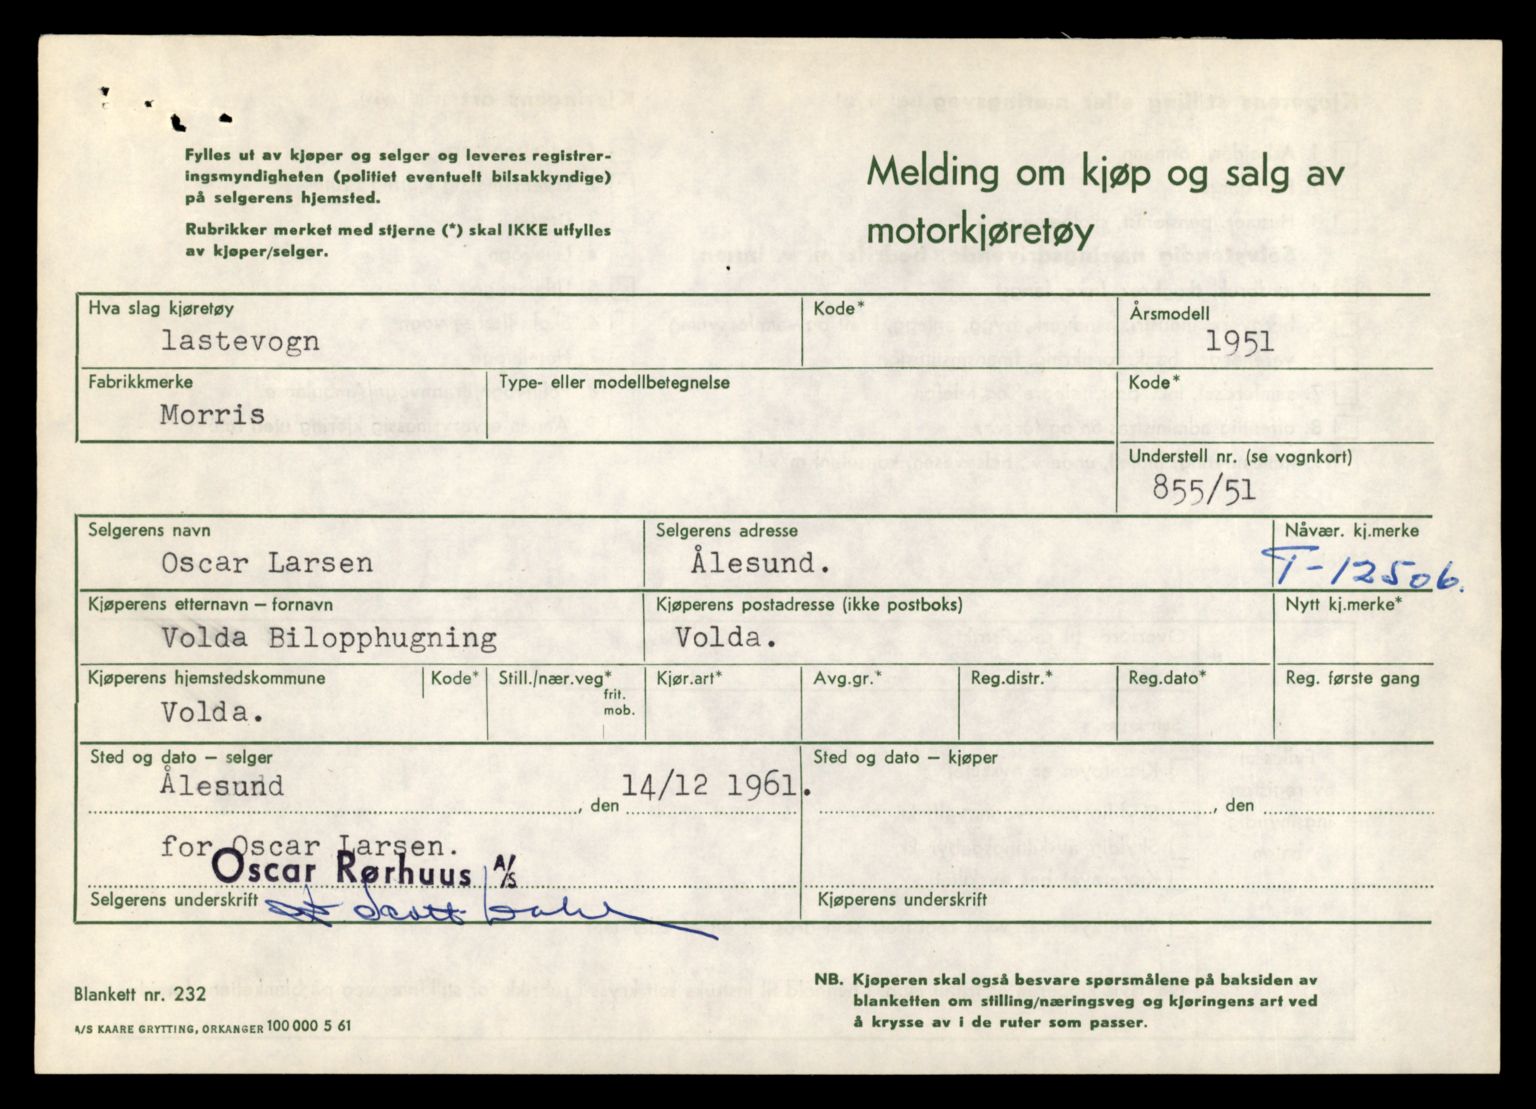 Fylles ut av kjøper og selger og leveres registrer-
ingsmyndigheten (politiet eventuelt bilsakkyndige)
på selgerens hjemsted.
Rubrikker merket med stjerne (*) skal IKKE utfylles
av kjøper/selger.
Melding om kjøp og salg av
motorkjøretøy
Hva slag kjøretøy
Kode*
Årsmodell
lastevogn
1951
Fabrikkmerke
Type- eller modellbetegnelse
Kode*
Morris
Understell nr. (se vognkort)
855/51
Selgerens navn
Selgerens adresse
Nåvær. kj.merke
Oscar Larsen
Ålesund.
T-12506.
Kjøperens etternavn – fornavn
Kjøperens postadresse (ikke postboks)
Nytt kj.merke*
Volda Bilopphugning
Volda.
Kjøperens hjemstedskommune
Kode*
Still./nær.veg*
frit.
mob.
Kjør.art*
Avg.gr.*
Reg.distr.*
Reg.dato*
Reg. første gang
Volda.
Sted og dato – selger
Sted og dato – kjøper
Ålesund , den 14/12 1961.
, den
for Oscar Larsen.
Oscar Rørhuus A/S
Selgerens underskrift
Kjøperens underskrift
Blankett nr. 232
A/S KAARE GRYTTING, ORKANGER 100 000 5 61
NB. Kjøperen skal også besvare spørsmålene på baksiden av
blanketten om stilling/næringsveg og kjøringens art ved
å krysse av i de ruter som passer.